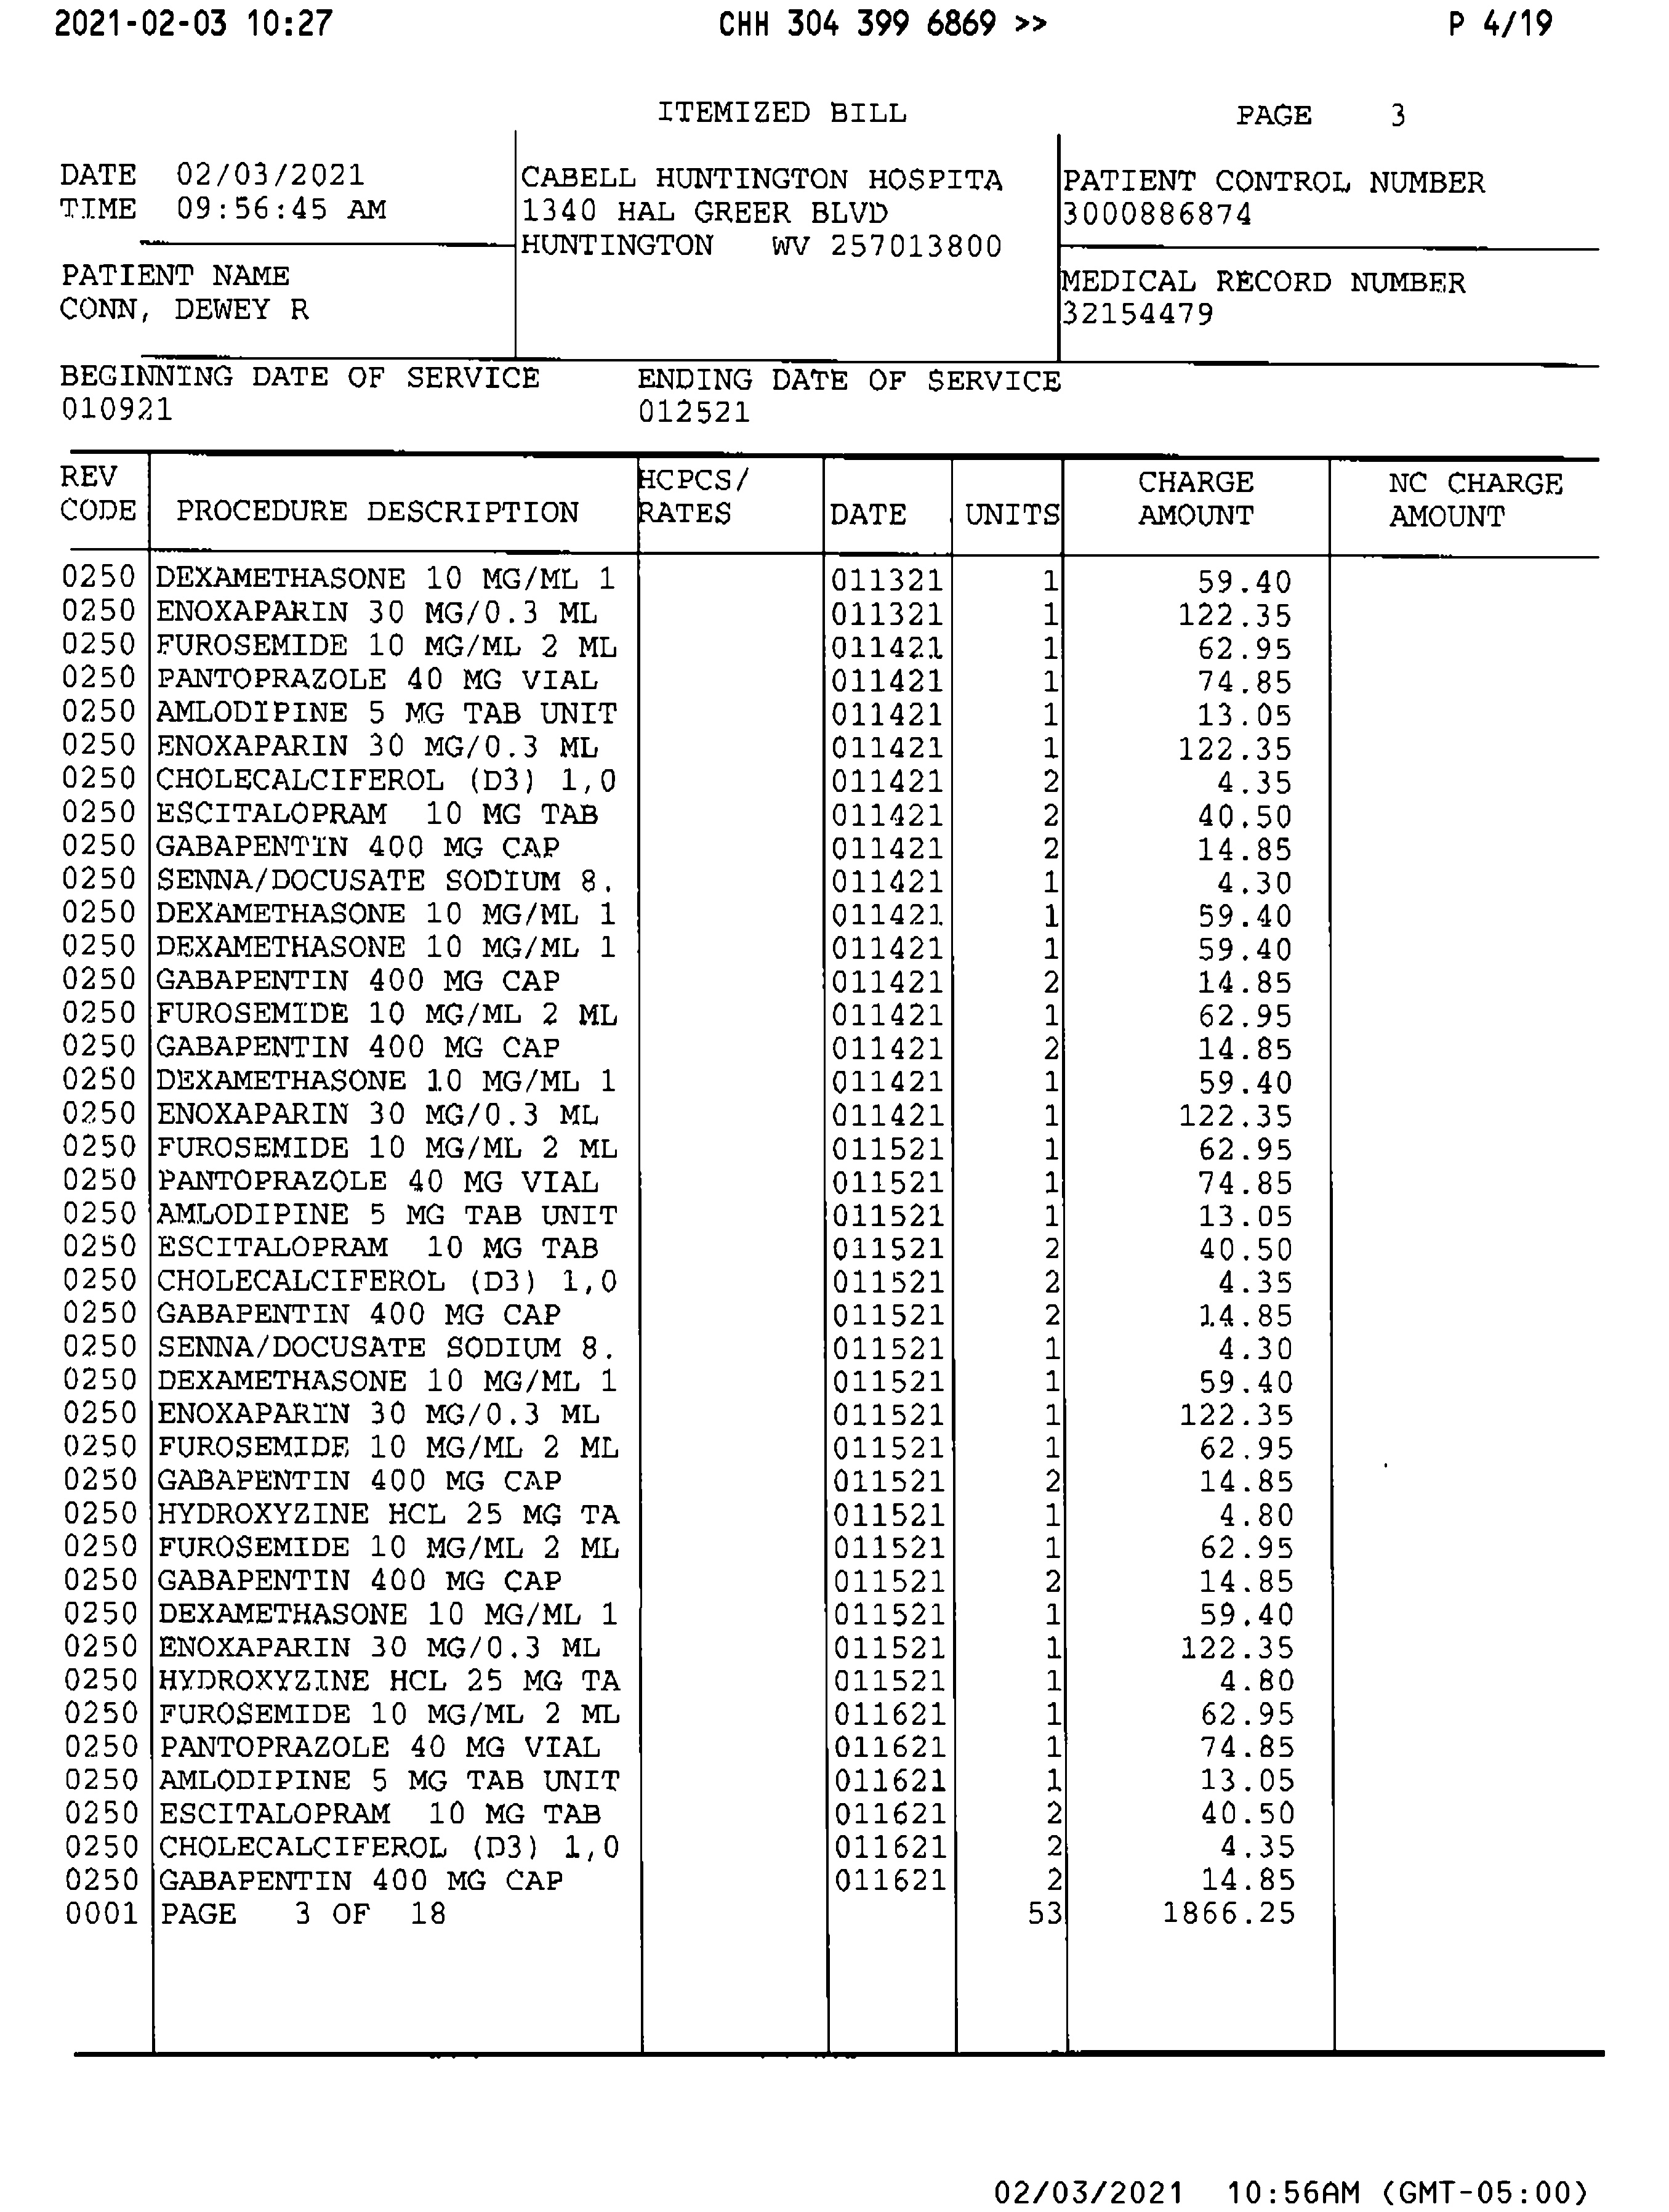 2021-02-03 10:27 CHH 304 399 6869 >> P 4/19
ITEMIZED BILL PAGE 3
DATE 02/03/2021 CABELL HUNTINGTON HOSPITA PATIENT CONTROL NUMBER
TIME 09:56:45 AM 1340 HAL GREER BLVD 3000886874
HUNTINGTON WV 257013800
PATIENT NAME MEDICAL RECORD NUMBER
CONN, DEWEY R 32154479
BEGINNING DATE OF SERVICE ENDING DATE OF SERVICE
010921 012521
REV HCPCS/ CHARGE NC CHARGE
CODE PROCEDURE DESCRIPTION RATES DATE UNITS AMOUNT AMOUNT
0250 DEXAMETHASONE 10 MG/ML 1 011321 1 59.40
0250 ENOXAPARIN 30 MG/0.3 ML 011321 1 122.35
0250 FUROSEMIDE 10 MG/ML 2 ML 011421 1 62.95
0250 PANTOPRAZOLE 40 MG VIAL 011421 1 74.85
0250 AMLODIPINE 5 MG TAB UNIT 011421 1 13.05
0250 ENOXAPARIN 30 MG/0.3 ML 011421 1 122.35
0250 CHOLECALCIFEROL (D3) 1,0 011421 2 4.35
0250 ESCITALOPRAM 10 MG TAB 011421 2 40.50
0250 GABAPENTIN 400 MG CAP 011421 2 14.85
0250 SENNA/DOCUSATE SODIUM 8. 011421 1 4.30
0250 DEXAMETHASONE 10 MG/ML 1 011421 1 59.40
0250 DEXAMETHASONE 10 MG/ML 1 011421 1 59.40
0250 GABAPENTIN 400 MG CAP 011421 2 14.85
0250 FUROSEMIDE 10 MG/ML 2 ML 011421 1 62.95
0250 GABAPENTIN 400 MG CAP 011421 2 14.85
0250 DEXAMETHASONE 10 MG/ML 1 011421 1 59.40
0250 ENOXAPARIN 30 MG/0.3 ML 011421 1 122.35
0250 FUROSEMIDE 10 MG/ML 2 ML 011521 1 62.95
0250 PANTOPRAZOLE 40 MG VIAL 011521 1 74.85
0250 AMLODIPINE 5 MG TAB UNIT 011521 1 13.05
0250 ESCITALOPRAM 10 MG TAB 011521 2 40.50
0250 CHOLECALCIFEROL (D3) 1,0 011521 2 4.35
0250 GABAPENTIN 400 MG CAP 011521 2 14.85
0250 SENNA/DOCUSATE SODIUM 8. 011521 1 4.30
0250 DEXAMETHASONE 10 MG/ML 1 011521 1 59.40
0250 ENOXAPARIN 30 MG/0.3 ML 011521 1 122.35
0250 FUROSEMIDE 10 MG/ML 2 ML 011521 1 62.95
0250 GABAPENTIN 400 MG CAP 011521 2 14.85
0250 HYDROXYZINE HCL 25 MG TA 011521 1 4.80
0250 FUROSEMIDE 10 MG/ML 2 ML 011521 1 62.95
0250 GABAPENTIN 400 MG CAP 011521 2 14.85
0250 DEXAMETHASONE 10 MG/ML 1 011521 1 59.40
0250 ENOXAPARIN 30 MG/0.3 ML 011521 1 122.35
0250 HYDROXYZINE HCL 25 MG TA 011521 1 4.80
0250 FUROSEMIDE 10 MG/ML 2 ML 011621 1 62.95
0250 PANTOPRAZOLE 40 MG VIAL 011621 1 74.85
0250 AMLODIPINE 5 MG TAB UNIT 011621 1 13.05
0250 ESCITALOPRAM 10 MG TAB 011621 2 40.50
0250 CHOLECALCIFEROL (D3) 1,0 011621 2 4.35
0250 GABAPENTIN 400 MG CAP 011621 2 14.85
0001 PAGE 3 OF 18 53 1866.25
02/03/2021 10:56AM (GMT-05:00)